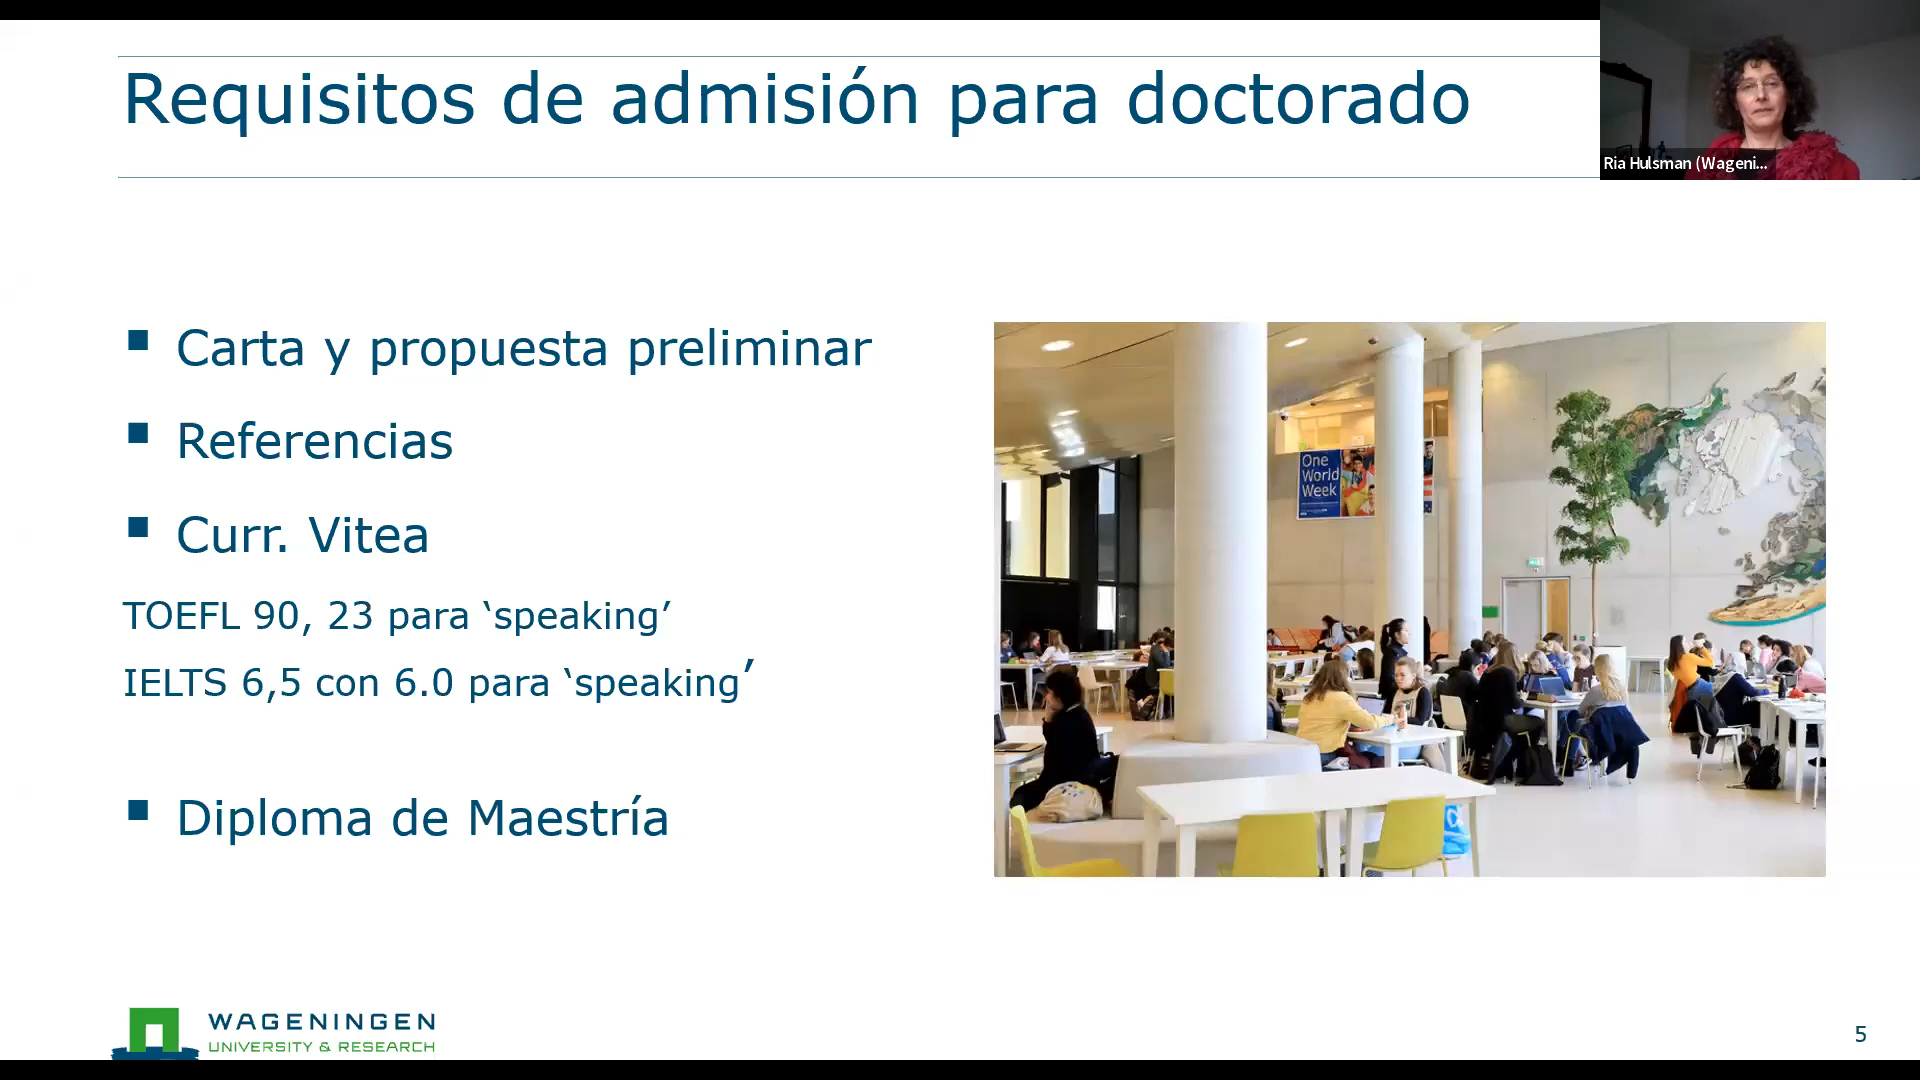 Requisitos de admisión para doctorado
Ria Hulsman (Wageni...
▪ Carta y propuesta preliminar
▪ Referencias
▪ Curr. Vitea
TOEFL 90, 23 para ‘speaking’
IELTS 6,5 con 6.0 para ‘speaking’
▪ Diploma de Maestría
One
World
Week
WAGENINGEN
UNIVERSITY & RESEARCH
5